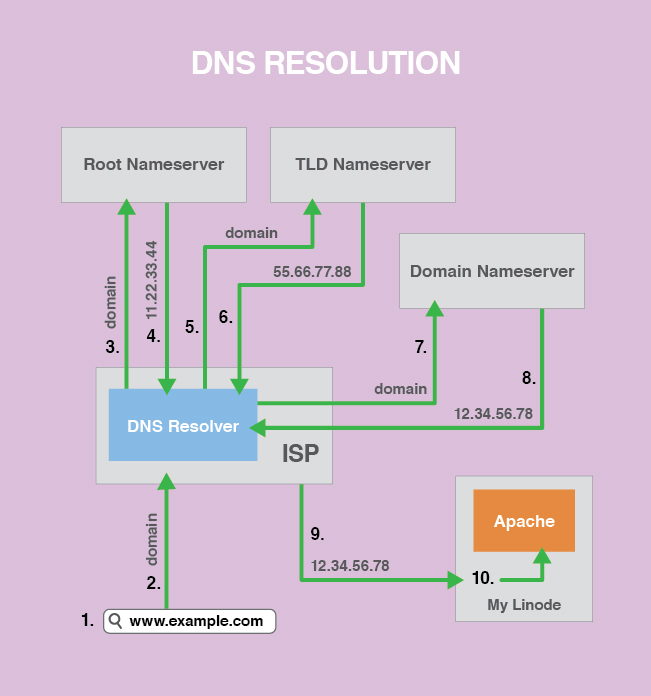 DNS RESOLUTION
Root Nameserver
TLD Nameserver
domain
55.66.77.88
Domain Nameserver
domain
11.22.33.44
3.
4.
5.
6.
7.
8.
domain
12.34.56.78
DNS Resolver
ISP
9.
12.34.56.78
Apache
10.
My Linode
domain
2.
1.
www.example.com